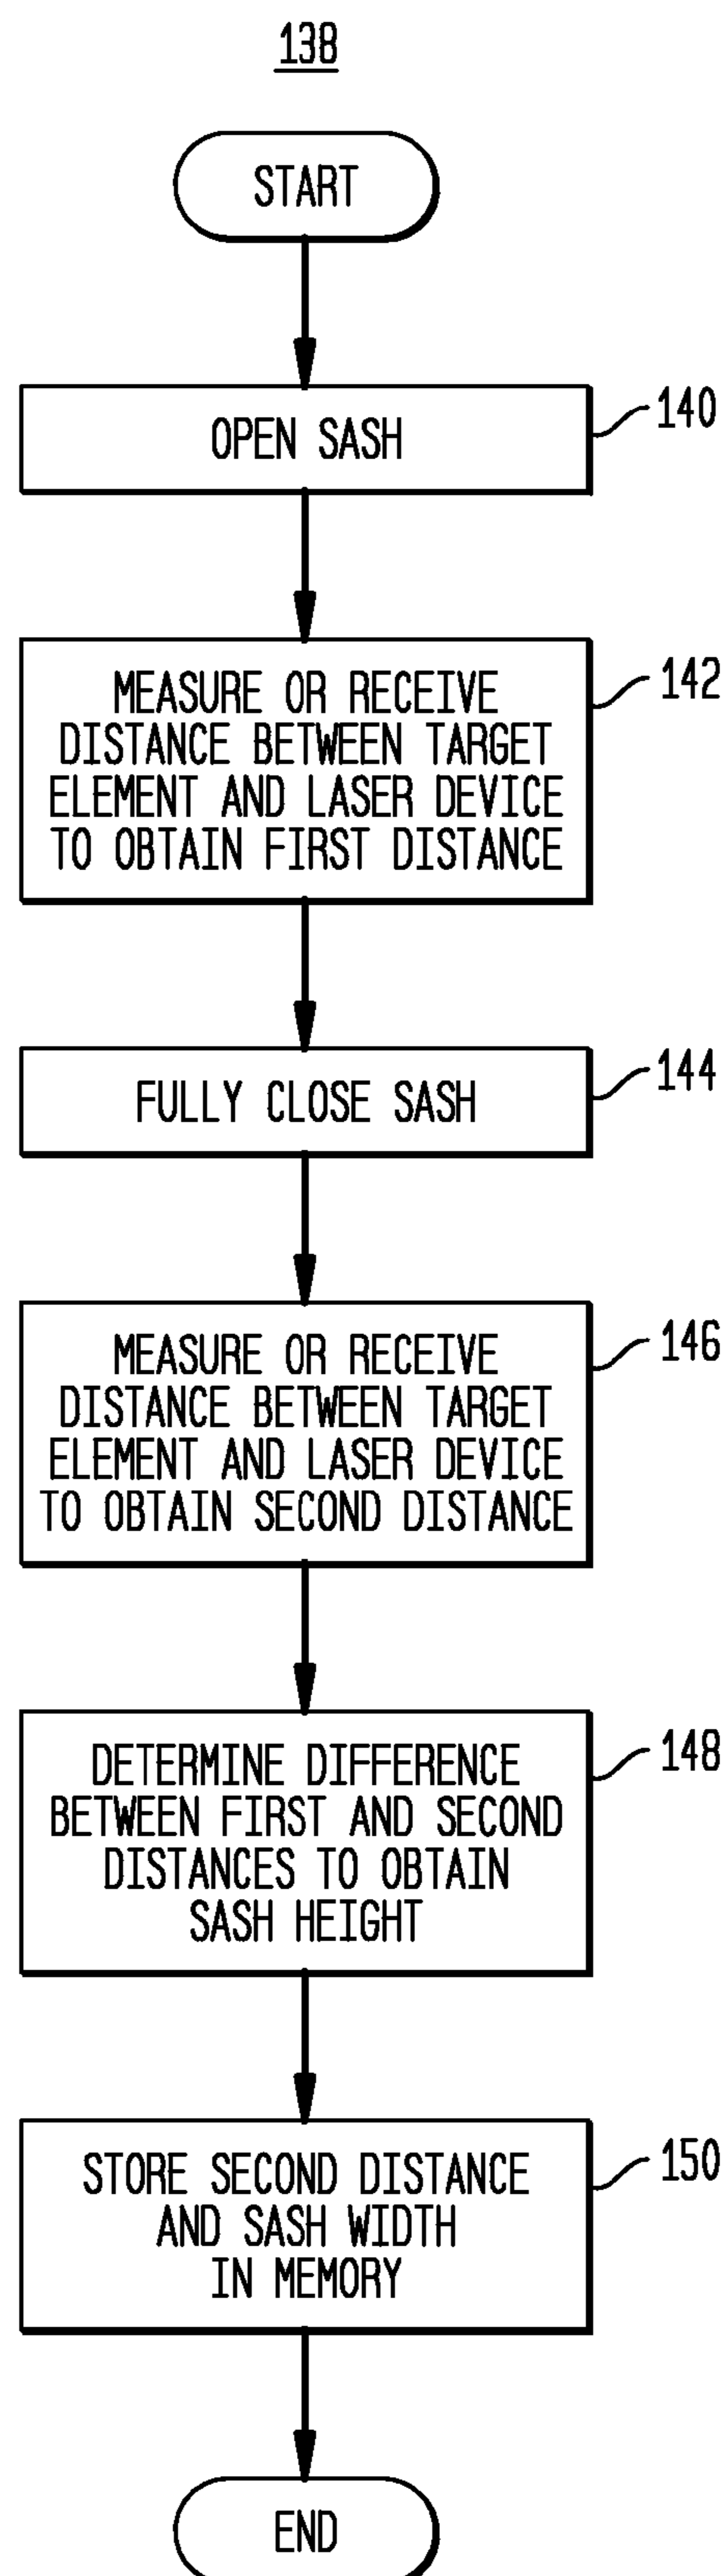 138
START
OPEN SASH
140
MEASURE OR RECEIVE
DISTANCE BETWEEN TARGET
ELEMENT AND LASER DEVICE
TO OBTAIN FIRST DISTANCE
142
FULLY CLOSE SASH
144
MEASURE OR RECEIVE
DISTANCE BETWEEN TARGET
ELEMENT AND LASER DEVICE
TO OBTAIN SECOND DISTANCE
146
DETERMINE DIFFERENCE
BETWEEN FIRST AND SECOND
DISTANCES TO OBTAIN
SASH HEIGHT
148
STORE SECOND DISTANCE
AND SASH WIDTH
IN MEMORY
150
END